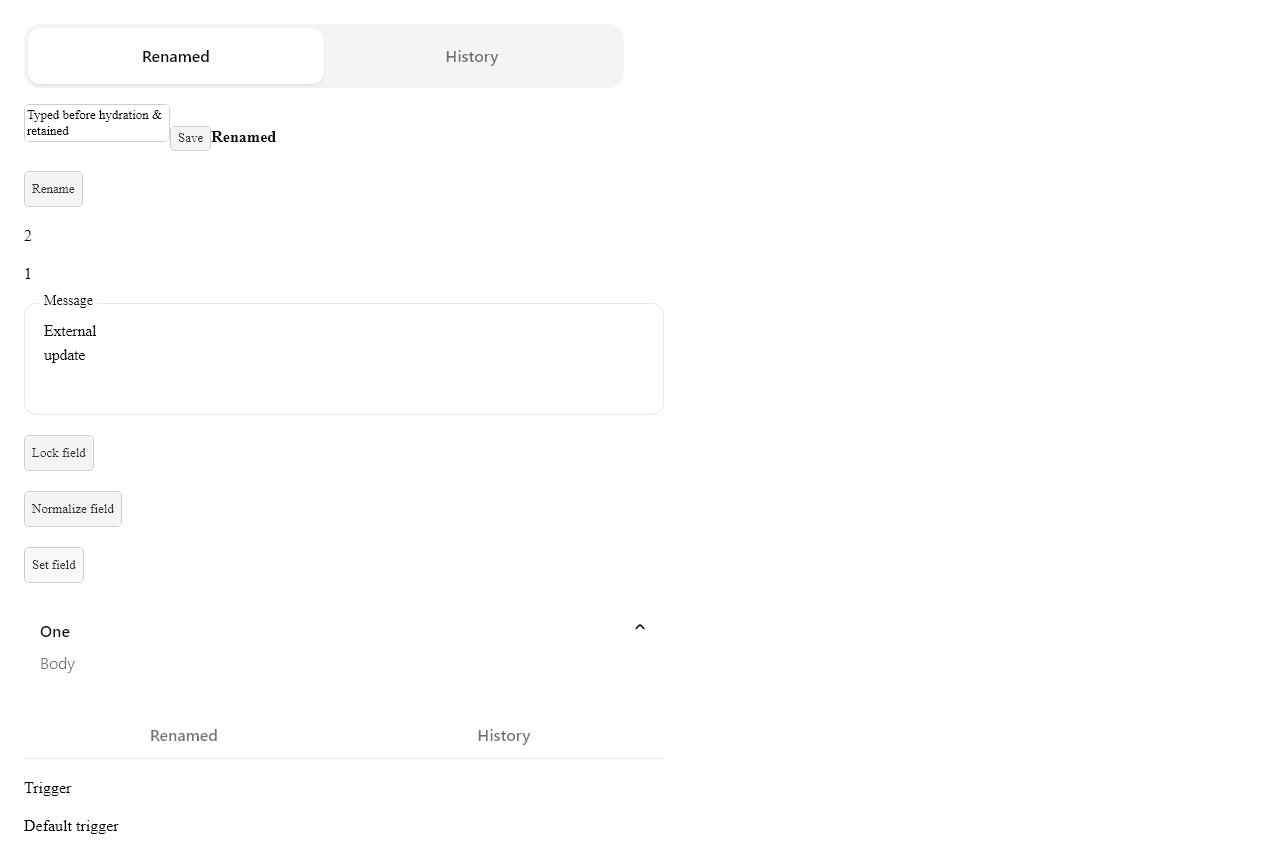 Renamed History
Typed before hydration &
retained
Save Renamed
Rename
2
1
Message
External
update
Lock field
Normalize field
Set field
One
Body
Renamed History
Trigger
Default trigger